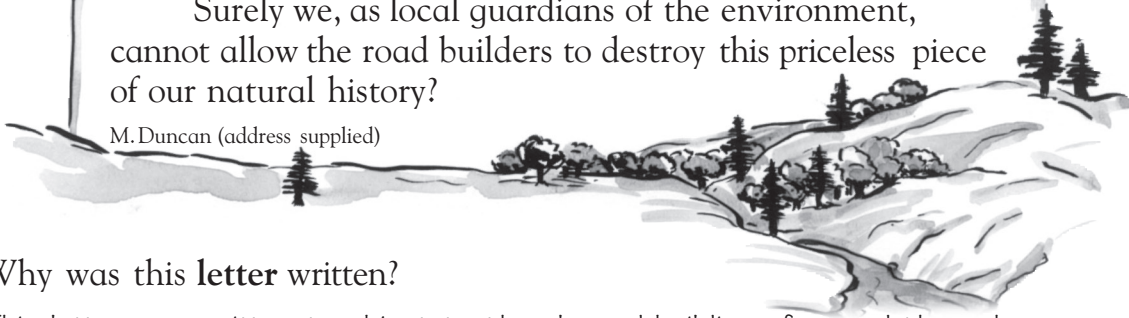 Surely we, as local guardians of the environment,
cannot allow the road builders to destroy this priceless piece
of our natural history?
M. Duncan (address supplied)
Why was this letter written?